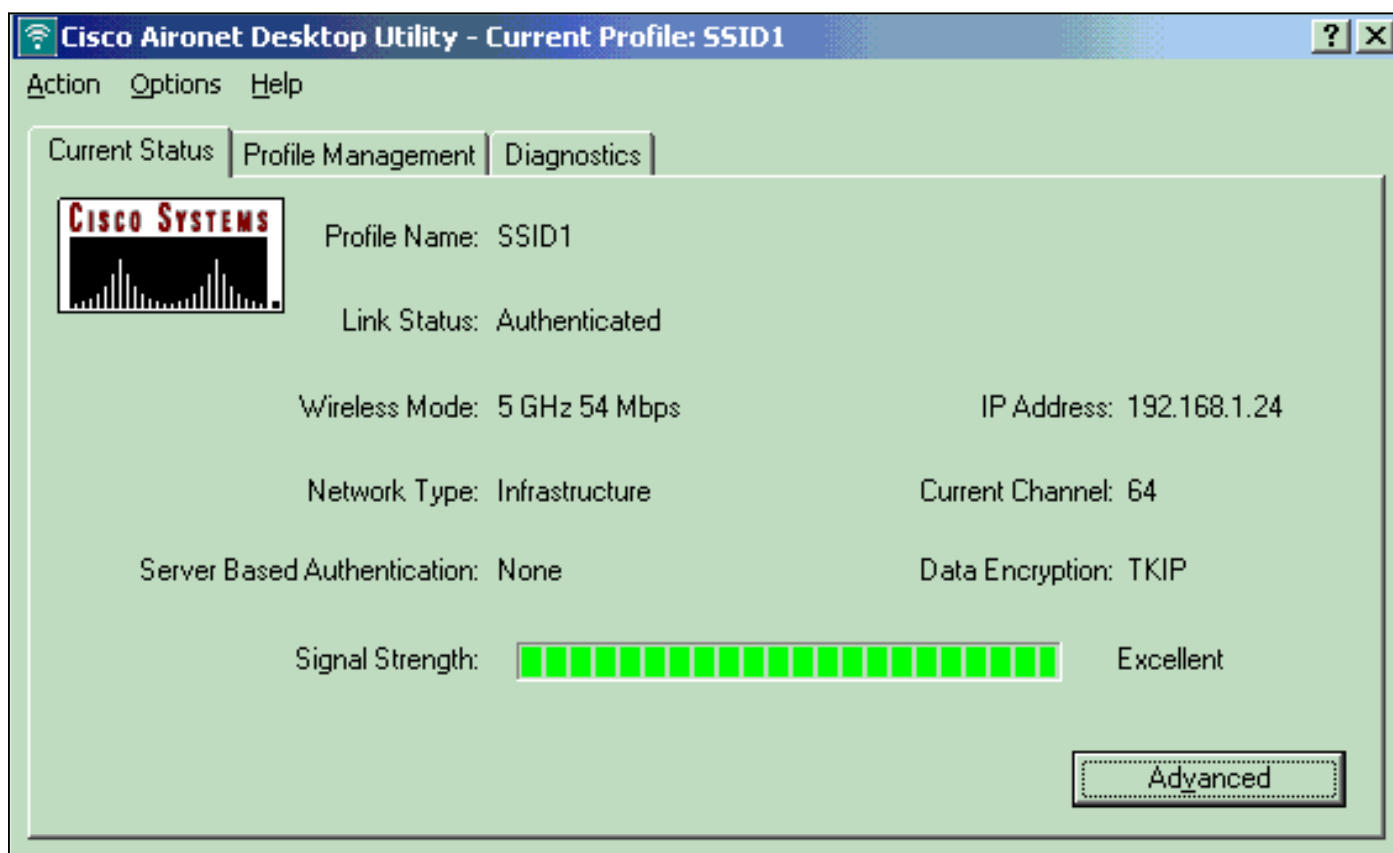 Cisco Aironet Desktop Utility - Current Profile: SSID1
Action Options Help
Current Status Profile Management Diagnostics
CISCO SYSTEMS
Profile Name: SSID1
Link Status: Authenticated
Wireless Mode: 5 GHz 54 Mbps IP Address: 192.168.1.24
Network Type: Infrastructure Current Channel: 64
Server Based Authentication: None Data Encryption: TKIP
Signal Strength: Excellent
Advanced